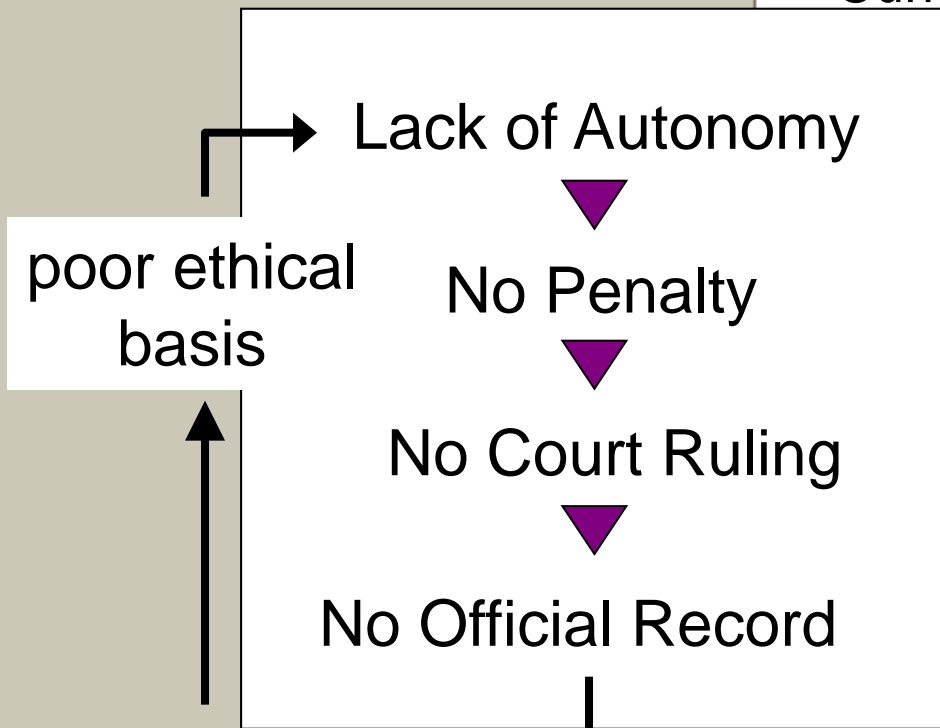 Lack of Autonomy
poor ethical
basis
No Penalty
No Court Ruling
No Official Record